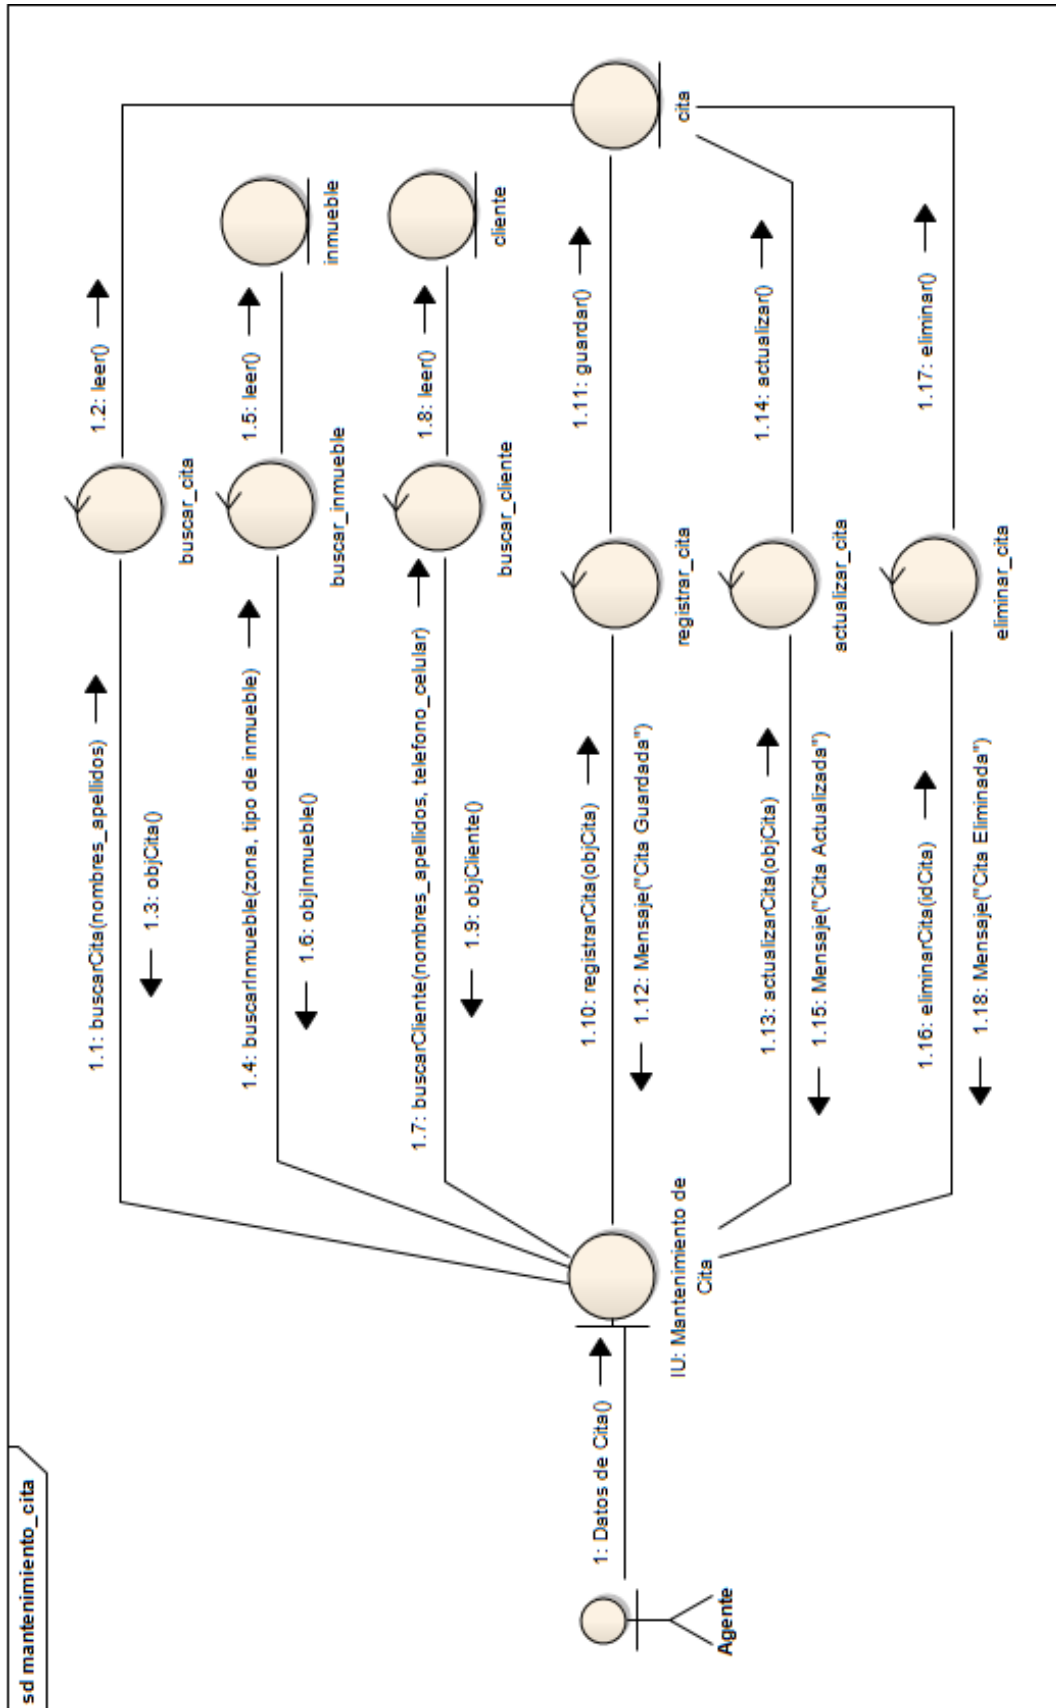 sd mantenimiento_cita
1.1: buscarCita(nombres_apellidos)
1.3: objCita()
1.2: leer()
buscar_cita
1.4: buscarInmueble(zona, tipo de inmueble)
1.6: objInmueble()
1.5: leer()
buscar_inmueble
inmueble
1.7: buscarCliente(nombres_apellidos, telefono_celular)
1.9: objCliente()
1.8: leer()
buscar_cliente
cliente
1: Datos de Cita()
Agente
IU: Mantenimiento de
Cita
1.10: registrarCita(objCita)
1.12: Mensaje("Cita Guardada")
registrar_cita
1.11: guardar()
cita
1.13: actualizarCita(objCita)
1.15: Mensaje("Cita Actualizada")
actualizar_cita
1.14: actualizar()
1.16: eliminarCita(idCita)
1.18: Mensaje("Cita Eliminada")
eliminar_cita
1.17: eliminar()